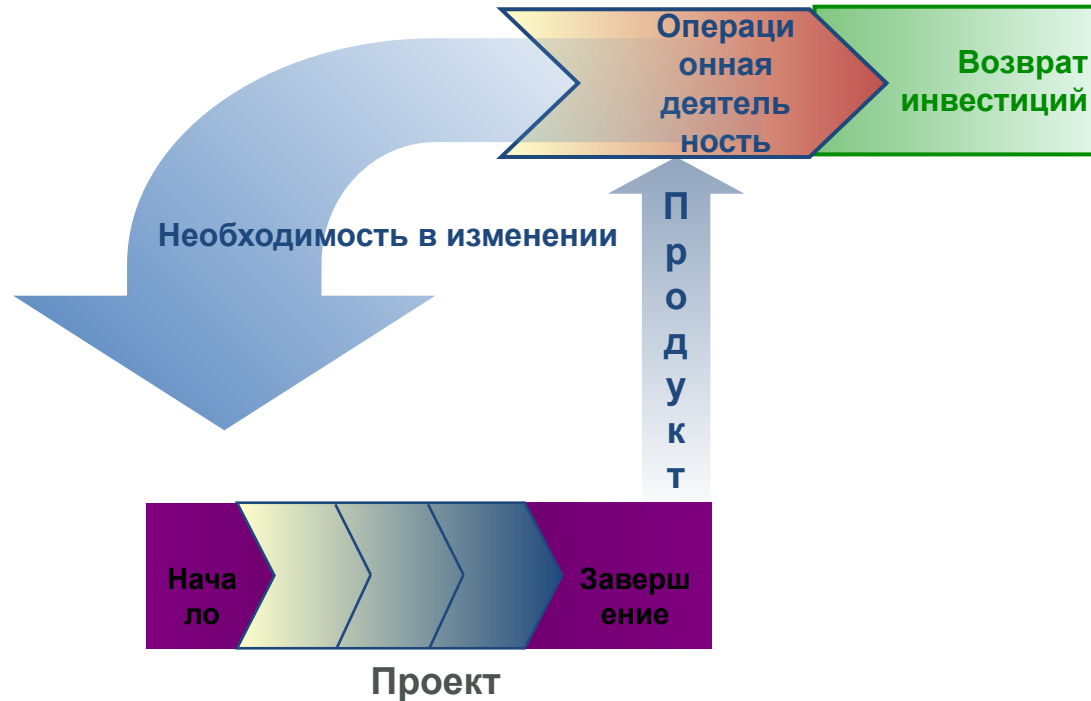 Операци
онная
деятель
ность
Возврат
инвестиций
Необходимость в изменении
П
р
о
д
у
к
т
Нача
ло
Заверш
ение
Проект